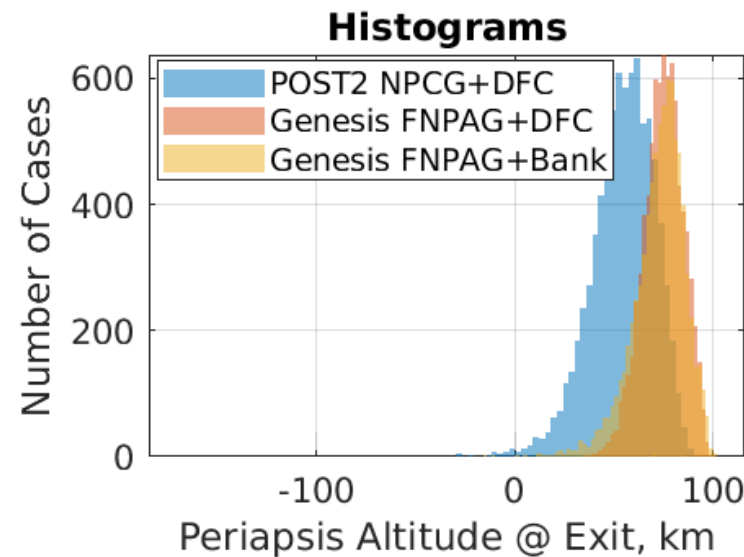 Histograms
POST2 NPCG+DFC
Genesis FNPAG+DFC
Genesis FNPAG+Bank
Number of Cases
600
400
200
0
-100 0 100
Periapsis Altitude @ Exit, km